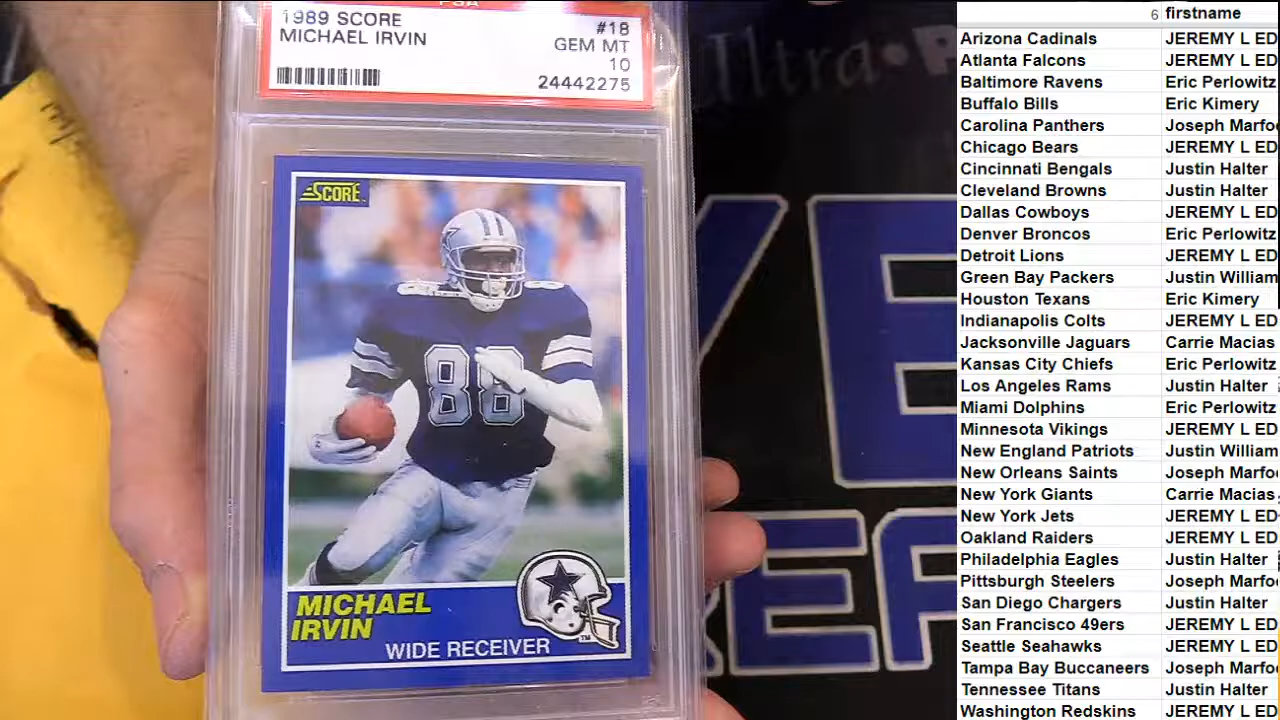 PSA
1989 SCORE
MICHAEL IRVIN
#18
GEM MT
10
24442275
SCORE
88
MICHAEL
IRVIN
WIDE RECEIVER
TM
Ultra
6 firstname
Arizona Cadinals JEREMY L ED
Atlanta Falcons JEREMY L ED
Baltimore Ravens Eric Perlowitz
Buffalo Bills Eric Kimery
Carolina Panthers Joseph Marfo
Chicago Bears JEREMY L ED
Cincinnati Bengals Justin Halter
Cleveland Browns Justin Halter
Dallas Cowboys JEREMY L ED
Denver Broncos Eric Perlowitz
Detroit Lions JEREMY L ED
Green Bay Packers Justin William
Houston Texans Eric Kimery
Indianapolis Colts JEREMY L ED
Jacksonville Jaguars Carrie Macias
Kansas City Chiefs Eric Perlowitz
Los Angeles Rams Justin Halter
Miami Dolphins Eric Perlowitz
Minnesota Vikings JEREMY L ED
New England Patriots Justin William
New Orleans Saints Joseph Marfo
New York Giants Carrie Macias
New York Jets JEREMY L ED
Oakland Raiders JEREMY L ED
Philadelphia Eagles Justin Halter
Pittsburgh Steelers Joseph Marfo
San Diego Chargers Justin Halter
San Francisco 49ers JEREMY L ED
Seattle Seahawks JEREMY L ED
Tampa Bay Buccaneers Joseph Marfo
Tennessee Titans Justin Halter
Washington Redskins JEREMY L ED